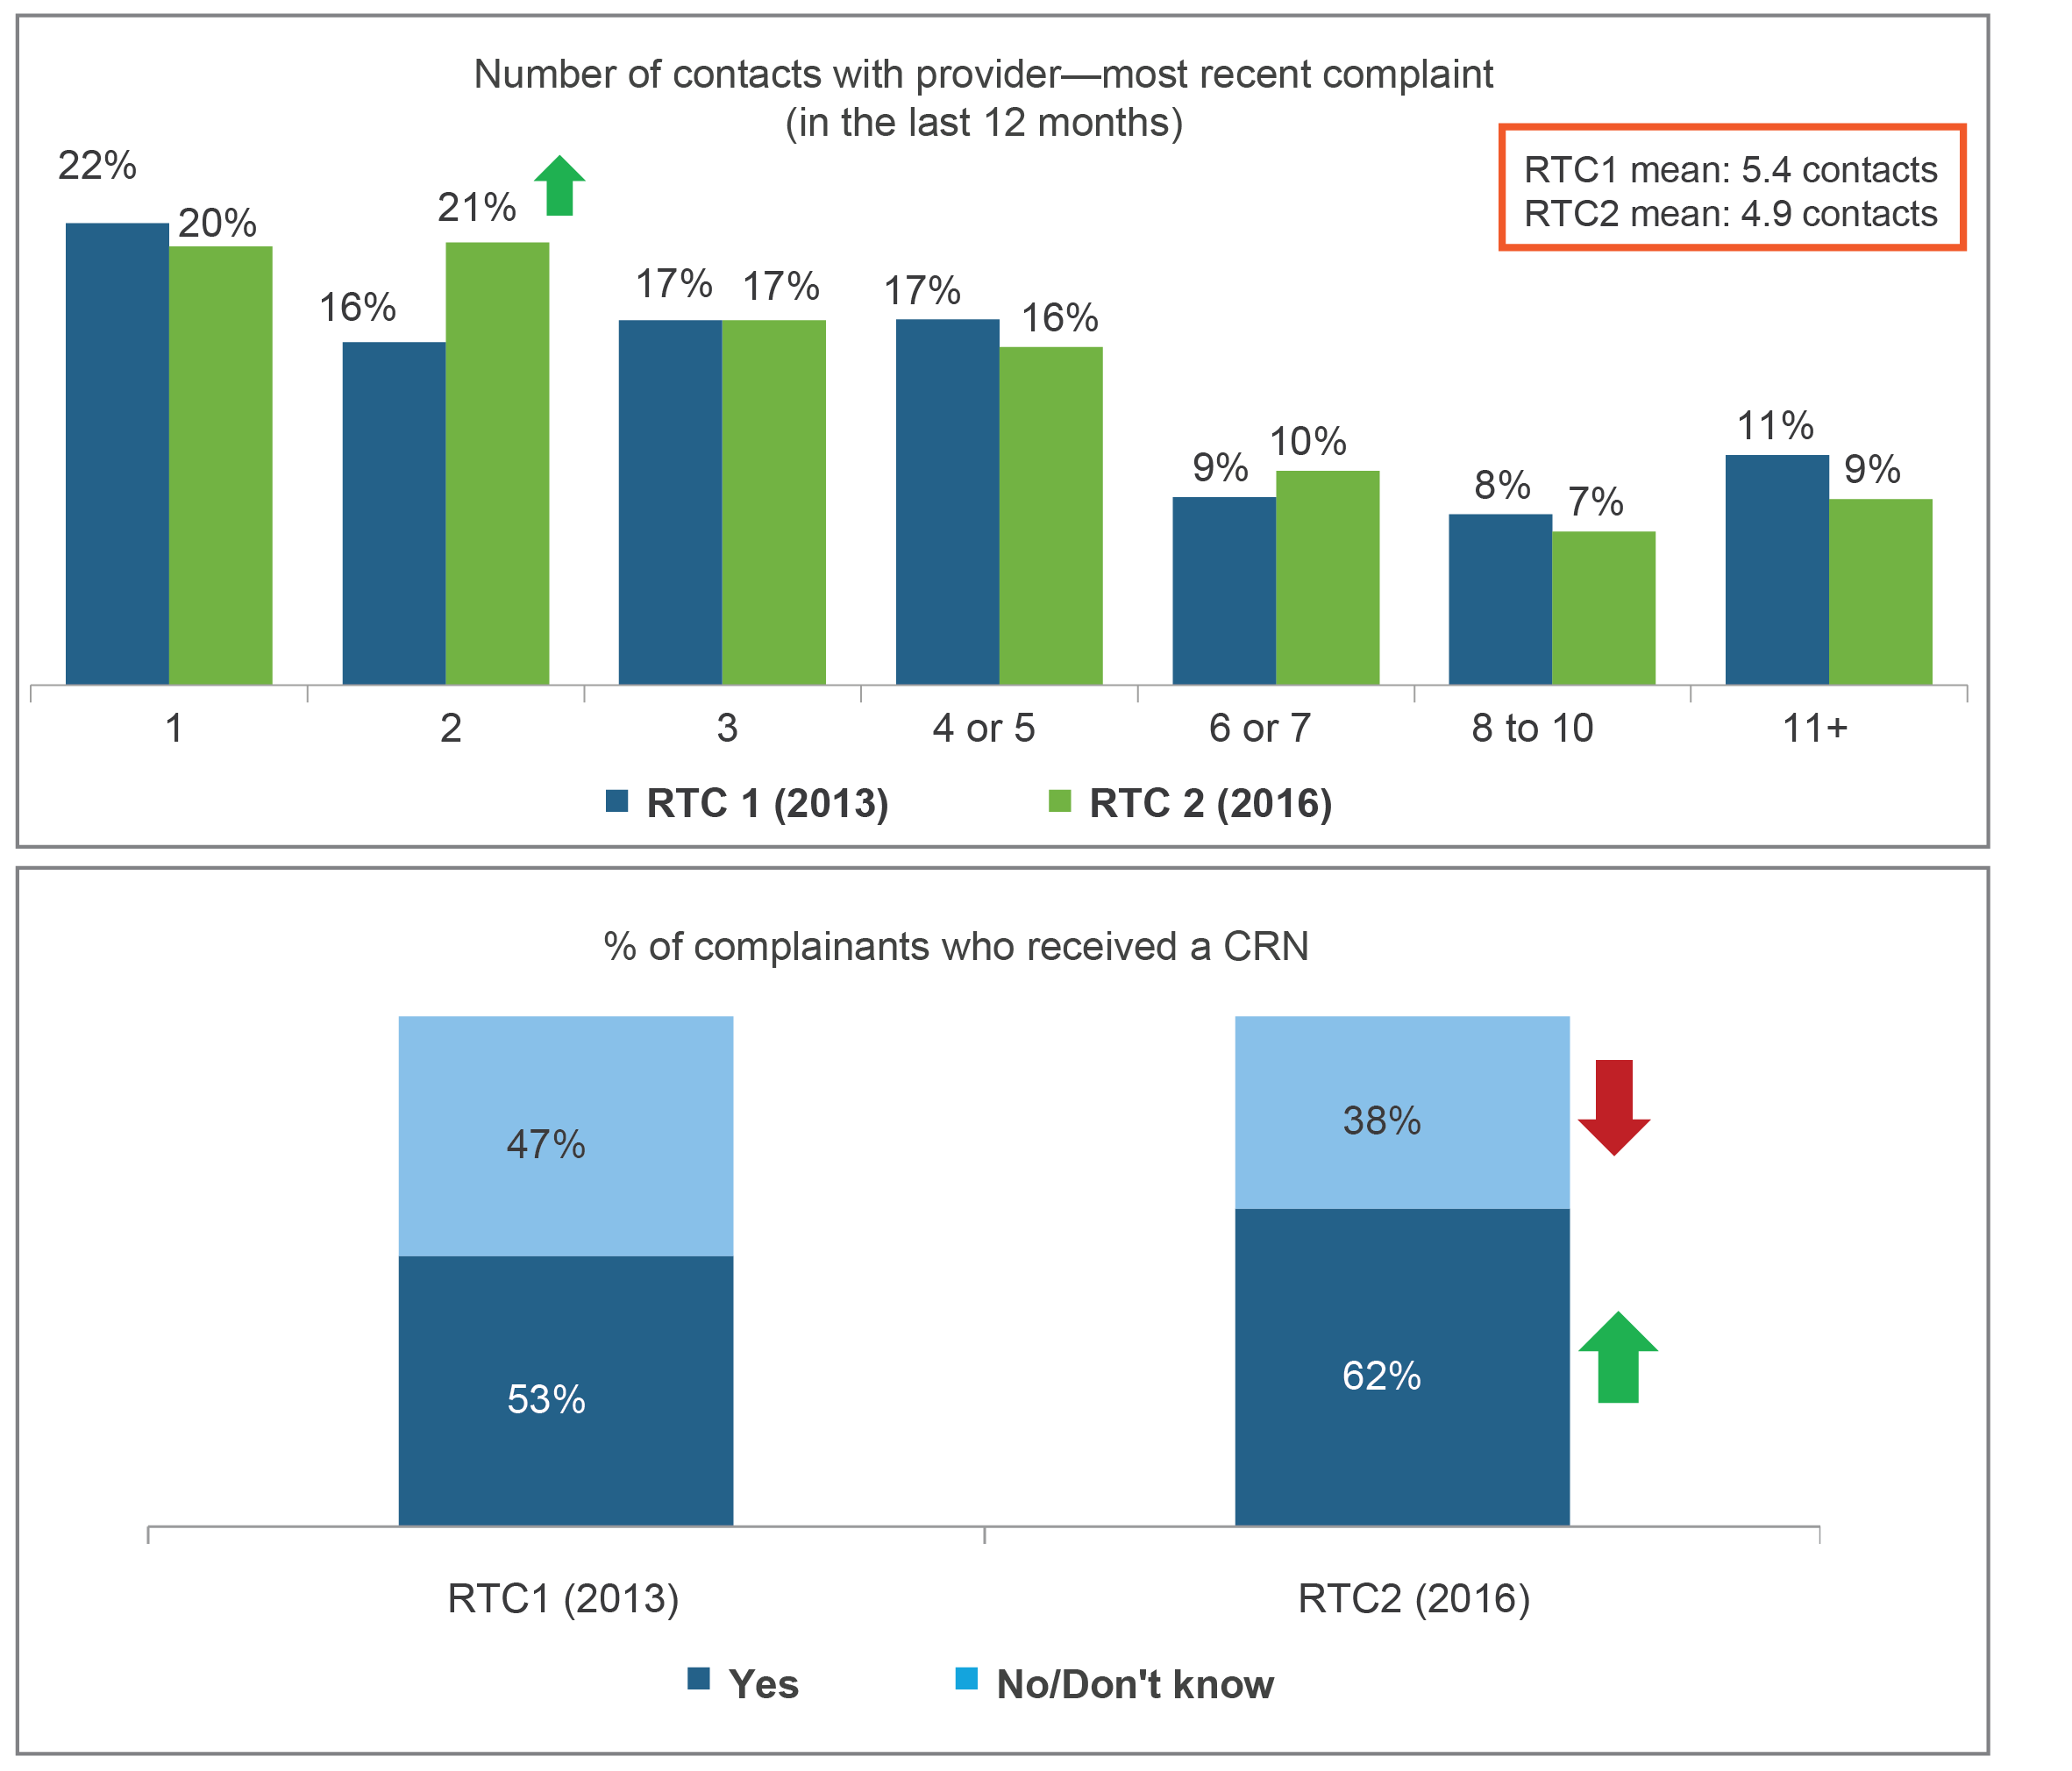 Number of contacts with provider—most recent complaint
(in the last 12 months)
RTC1 mean: 5.4 contacts
RTC2 mean: 4.9 contacts
22%
20%
16%
21%
17%
17%
17%
16%
9%
10%
8%
7%
11%
9%
1
2
3
4 or 5
6 or 7
8 to 10
11+
RTC 1 (2013)
RTC 2 (2016)
% of complainants who received a CRN
47%
38%
53%
62%
RTC1 (2013)
RTC2 (2016)
Yes
No/Don't know